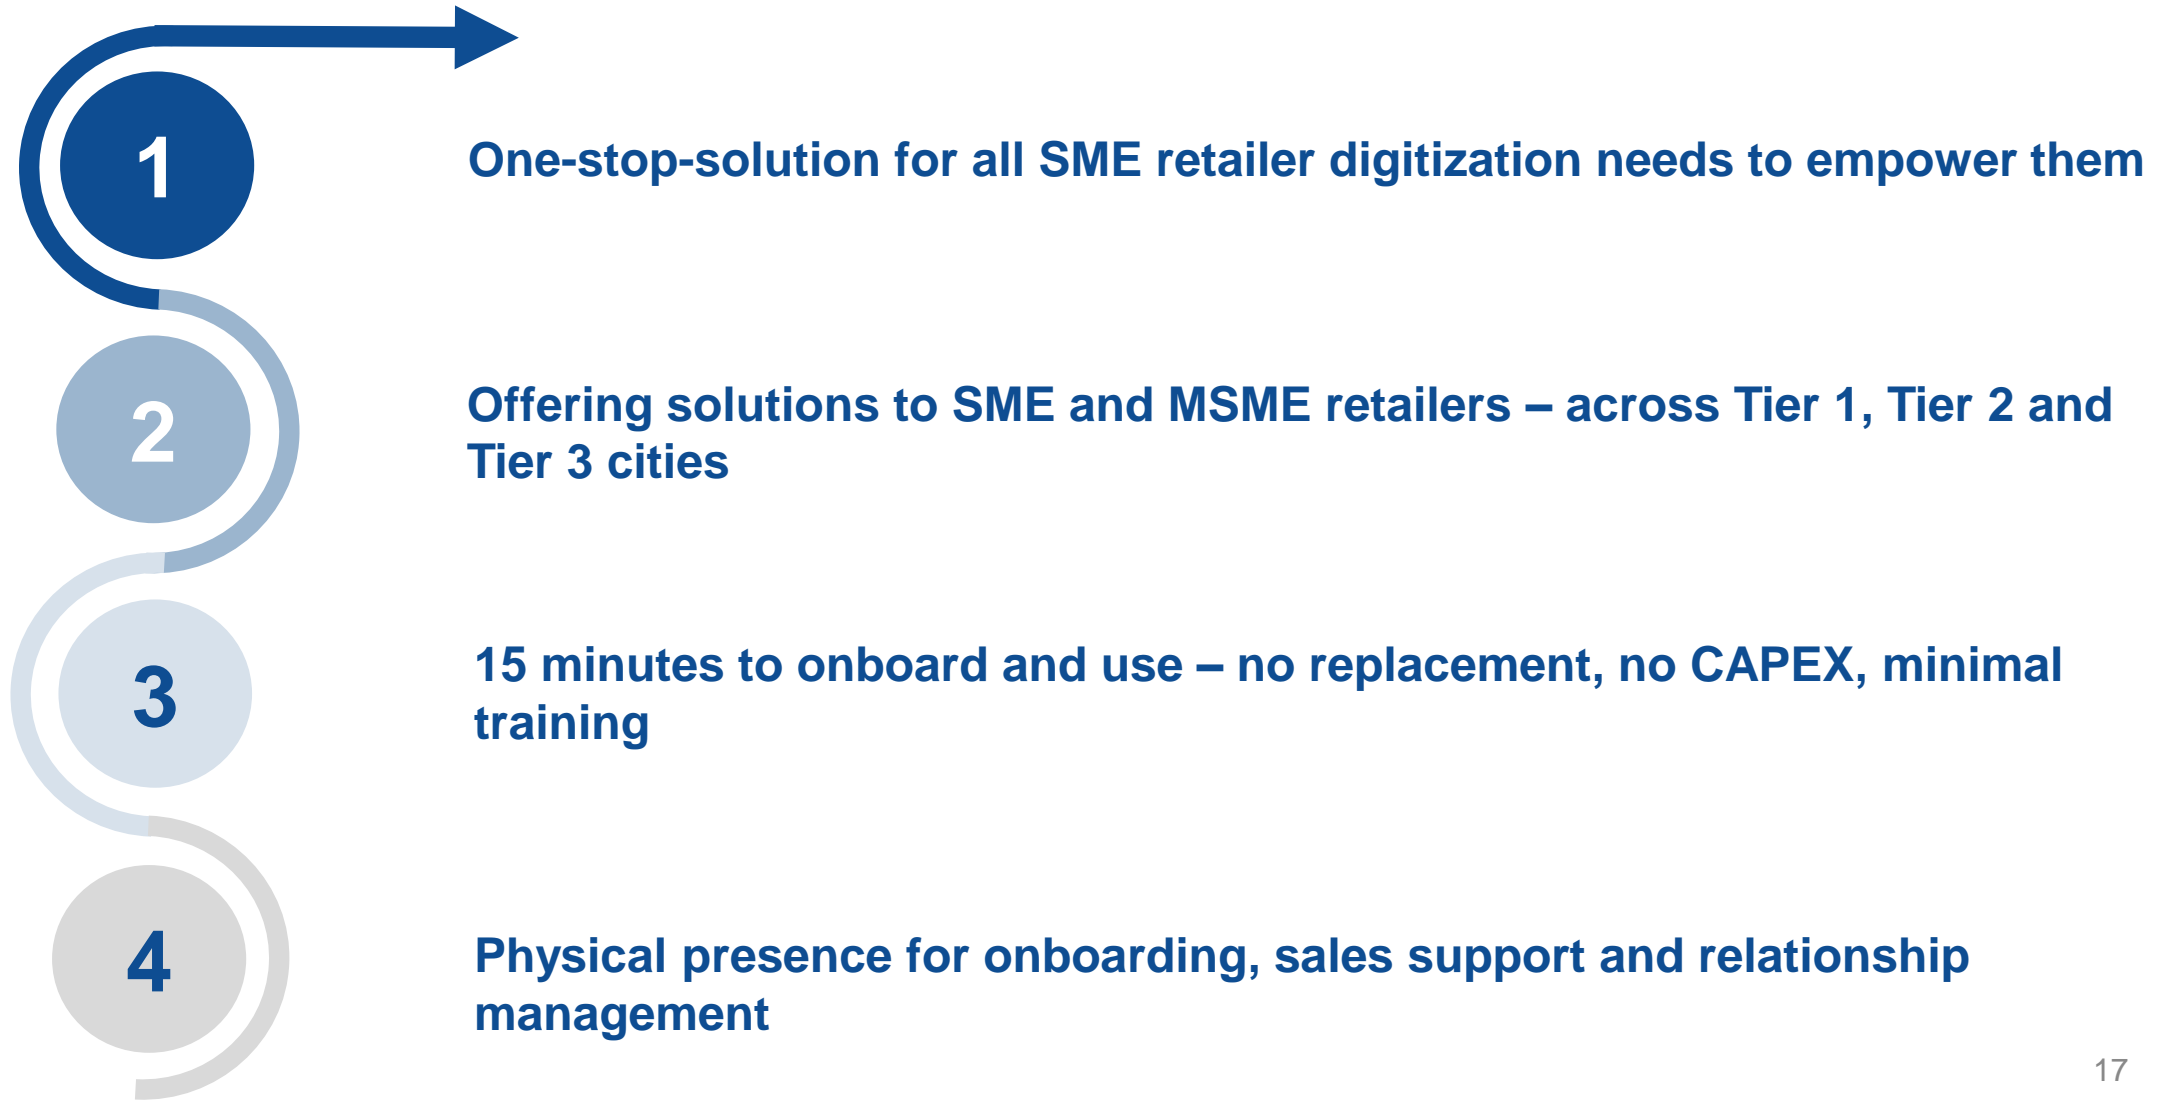 1
One-stop-solution for all SME retailer digitization needs to empower them
2
Offering solutions to SME and MSME retailers – across Tier 1, Tier 2 and
Tier 3 cities
3
15 minutes to onboard and use – no replacement, no CAPEX, minimal
training
4
Physical presence for onboarding, sales support and relationship
management
17